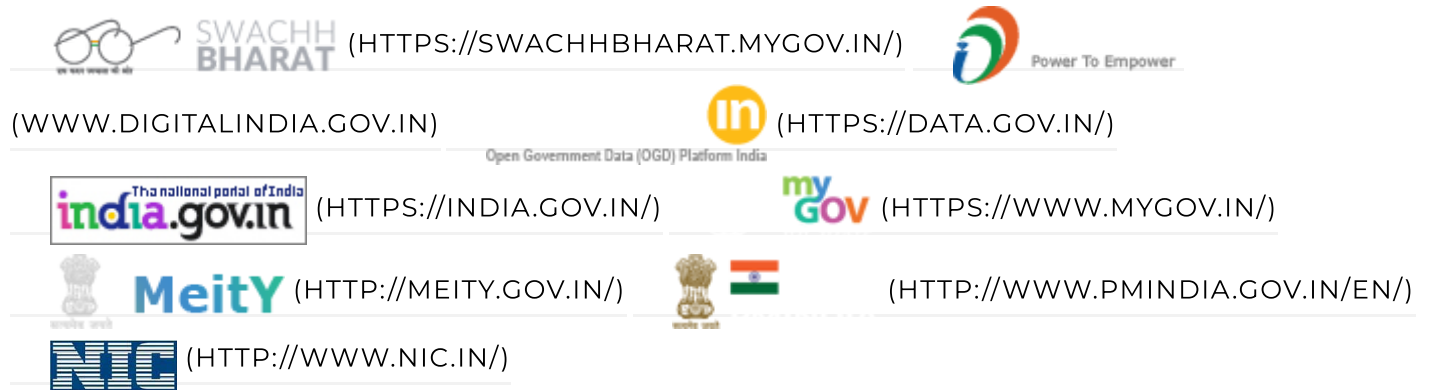 SWACHH
BHARAT (HTTPS://SWACHHBHARAT.MYGOV.IN/)
Power To Empower
(WWW.DIGITALINDIA.GOV.IN)
in (HTTPS://DATA.GOV.IN/)
Open Government Data (OGD) Platform India
The national portal of India
india.gov.in (HTTPS://INDIA.GOV.IN/)
my
GOV (HTTPS://WWW.MYGOV.IN/)
MeitY (HTTP://MEITY.GOV.IN/)
सत्यमेव जयते
(HTTP://WWW.PMINDIA.GOV.IN/EN/)
NIC (HTTP://WWW.NIC.IN/)